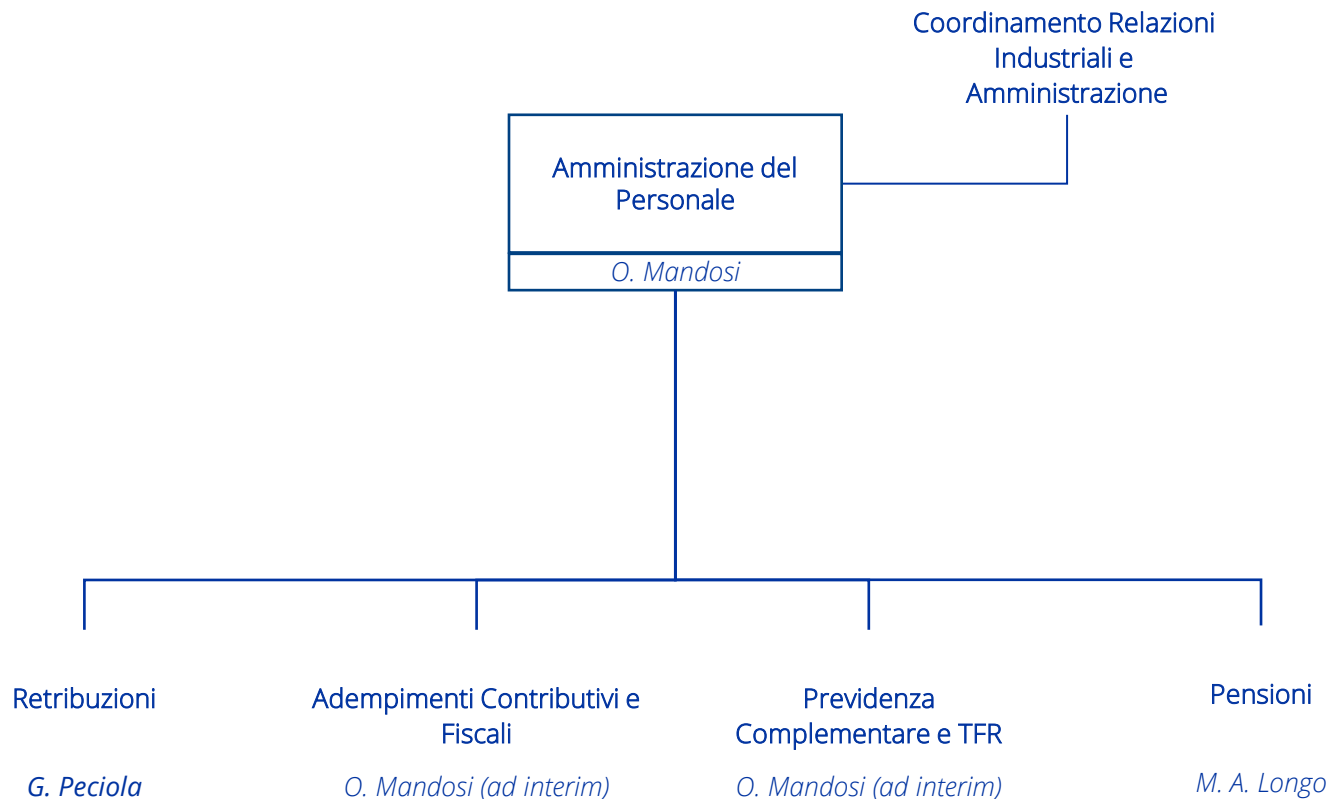 Coordinamento Relazioni
Industriali e
Amministrazione
Amministrazione del
Personale
O. Mandosi
Retribuzioni
G. Peciola
Adempimenti Contributivi e
Fiscali
O. Mandosi (ad interim)
Previdenza
Complementare e TFR
O. Mandosi (ad interim)
Pensioni
M. A. Longo